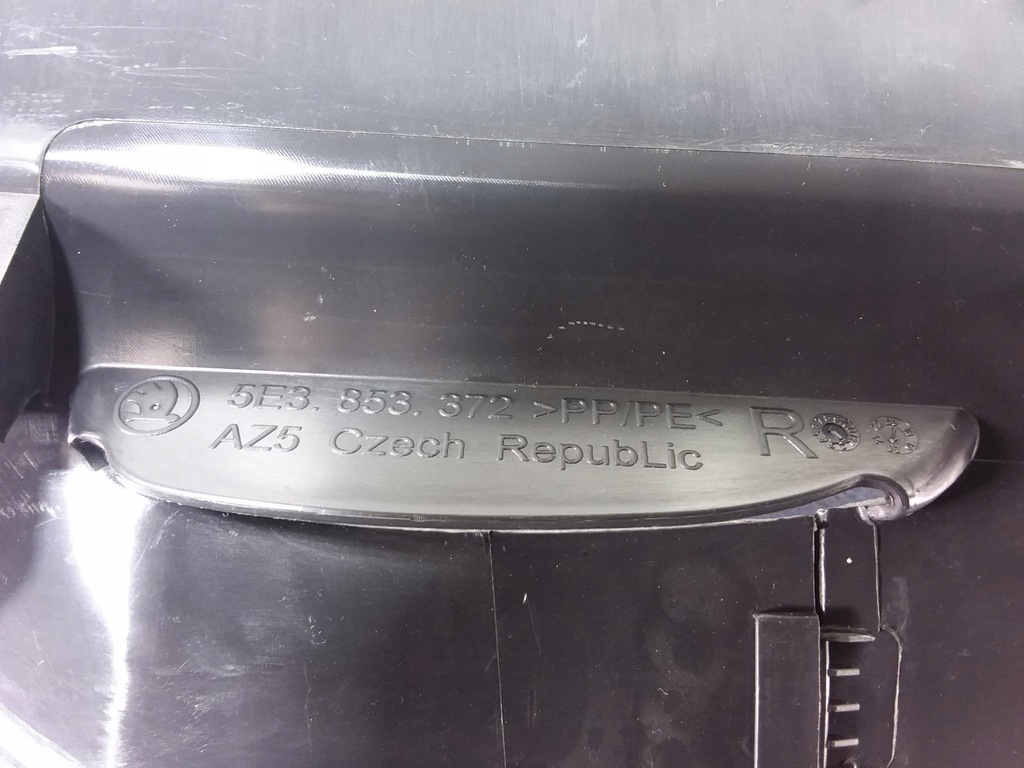 5E3. 853. 372 >PP/PE< R
AZ5 Czech RepubLic